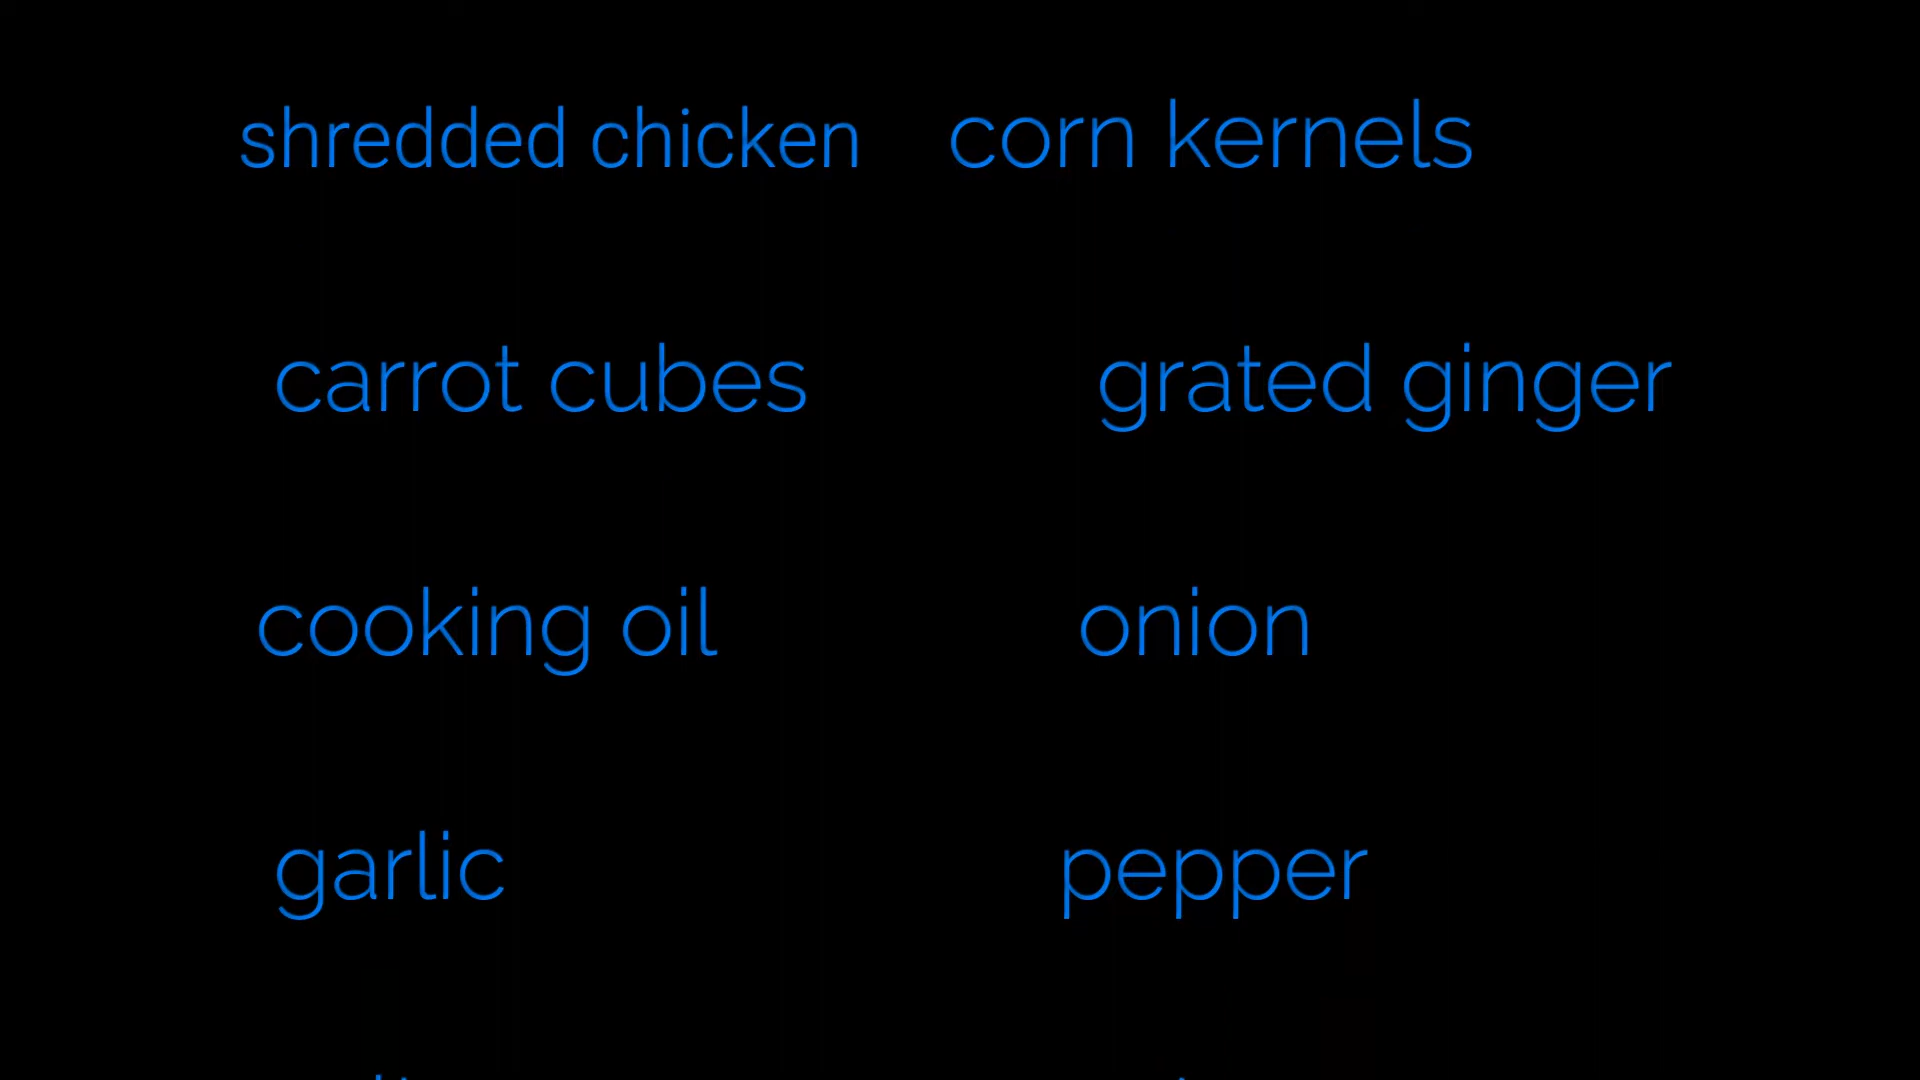 shredded chicken corn kernels
carrot cubes grated ginger
cooking oil onion
garlic pepper